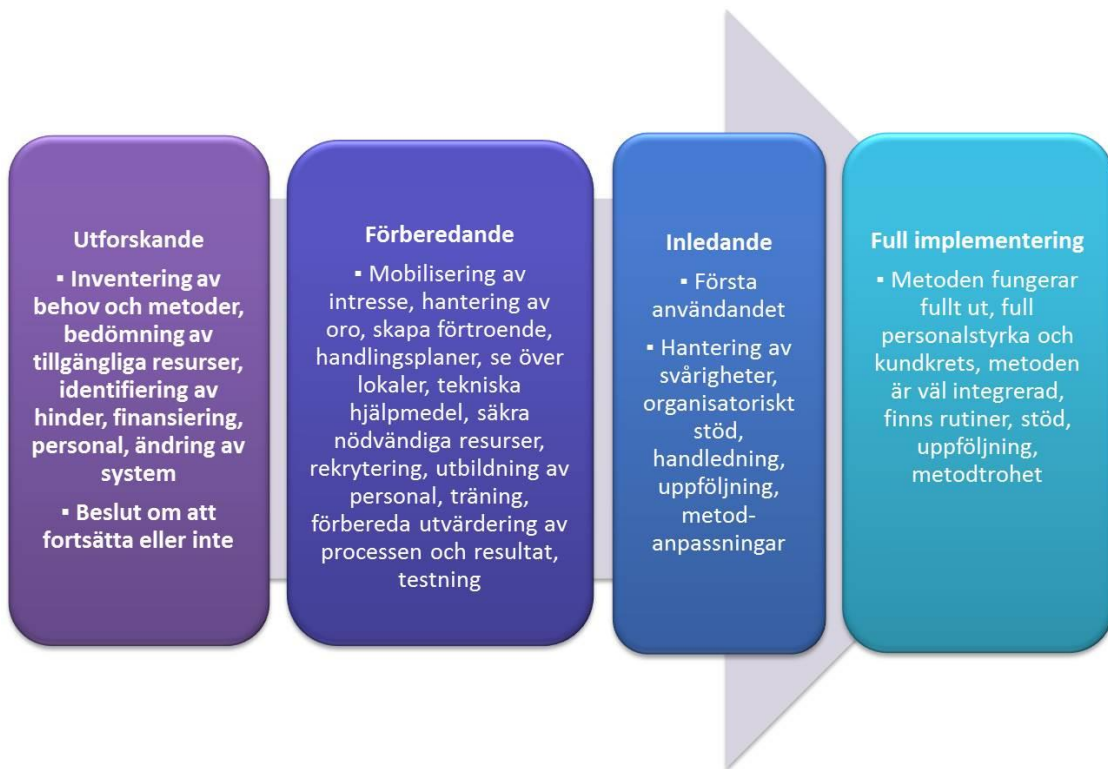 Utforskande
▪ Inventering av
behov och metoder,
bedömning av
tillgängliga resurser,
identifiering av
hinder, finansiering,
personal, ändring av
system
▪ Beslut om att
fortsätta eller inte
Förberedande
▪ Mobilisering av
intresse, hantering av
oro, skapa förtroende,
handlingsplaner, se över
lokaler, tekniska
hjälpmedel, säkra
nödvändiga resurser,
rekrytering, utbildning av
personal, träning,
förbereda utvärdering av
processen och resultat,
testning
Inledande
▪ Första
användandet
▪ Hantering av
svårigheter,
organisatoriskt
stöd,
handledning,
uppföljning,
metod-
anpassningar
Full implementering
▪ Metoden fungerar
fullt ut, full
personalstyrka och
kundkrets, metoden
är väl integrerad,
finns rutiner, stöd,
uppföljning,
metodtrohet